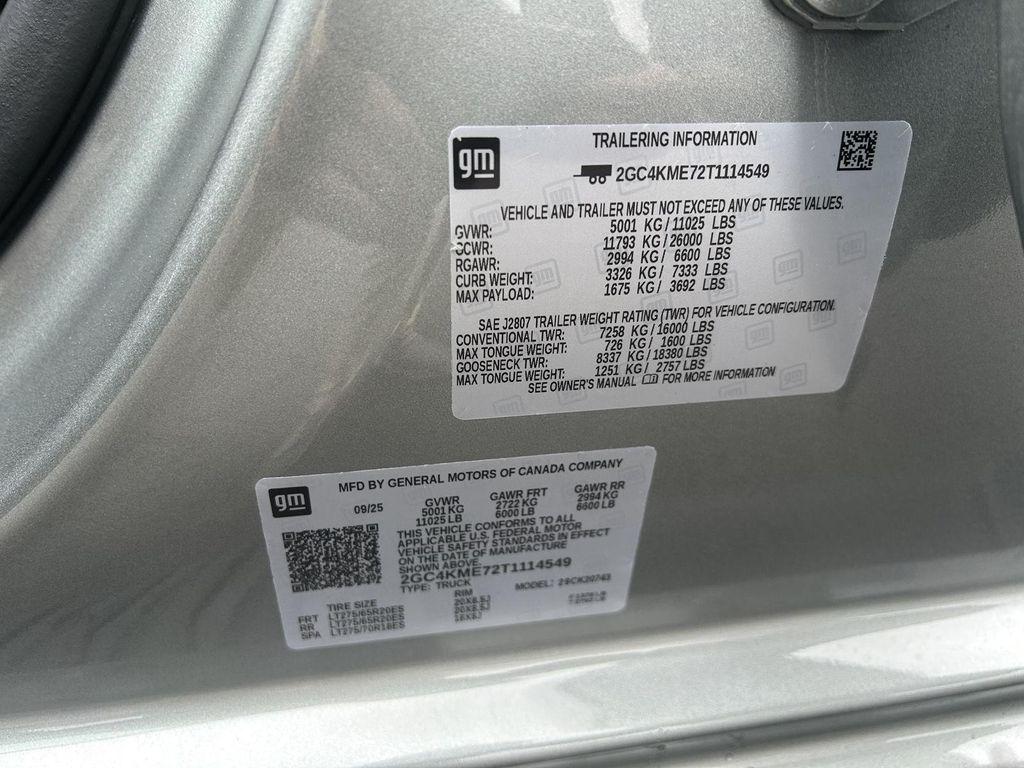 gm
TRAILERING INFORMATION
2GC4KME72T1114549
VEHICLE AND TRAILER MUST NOT EXCEED ANY OF THESE VALUES.
GVWR: 5001 KG / 11025 LBS
GCWR: 11793 KG / 26000 LBS
RGAWR: 2994 KG / 6600 LBS
CURB WEIGHT: 3326 KG / 7333 LBS
MAX PAYLOAD: 1675 KG / 3692 LBS
SAE J2807 TRAILER WEIGHT RATING (TWR) FOR VEHICLE CONFIGURATION.
CONVENTIONAL TWR: 7258 KG / 16000 LBS
MAX TONGUE WEIGHT: 726 KG / 1600 LBS
GOOSENECK TWR: 8337 KG / 18380 LBS
MAX TONGUE WEIGHT: 1251 KG / 2757 LBS
SEE OWNER'S MANUAL FOR MORE INFORMATION
gm
MFD BY GENERAL MOTORS OF CANADA COMPANY
09/25 GVWR GAWR FRT GAWR RR
5001 KG 2722 KG 2994 KG
11025 LB 6000 LB 6600 LB
THIS VEHICLE CONFORMS TO ALL
APPLICABLE U.S. FEDERAL MOTOR
VEHICLE SAFETY STANDARDS IN EFFECT
ON THE DATE OF MANUFACTURE
SHOWN ABOVE.
2GC4KME72T1114549
TYPE: TRUCK MODEL:
TIRE SIZE RIM
FRT LT275/65R20ES 20X8.5J
RR LT275/65R20ES 20X8.5J
SPA LT275/70R18ES 18X8J